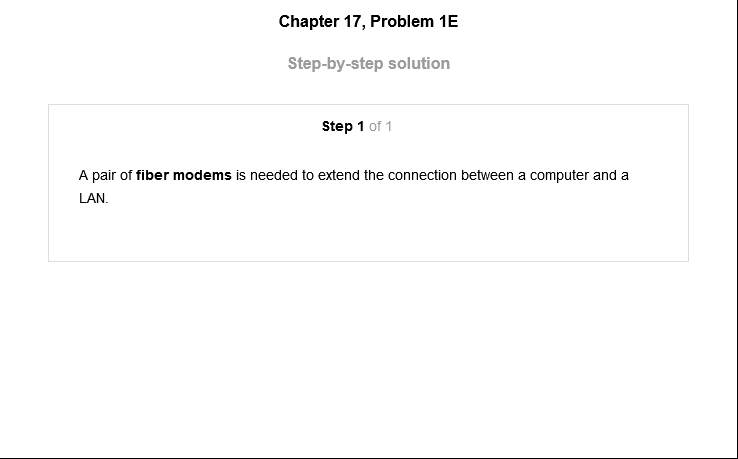 Chapter 17, Problem 1E
Step-by-step solution
Step 1 of 1
A pair of fiber modems is needed to extend the connection between a computer and a
LAN.